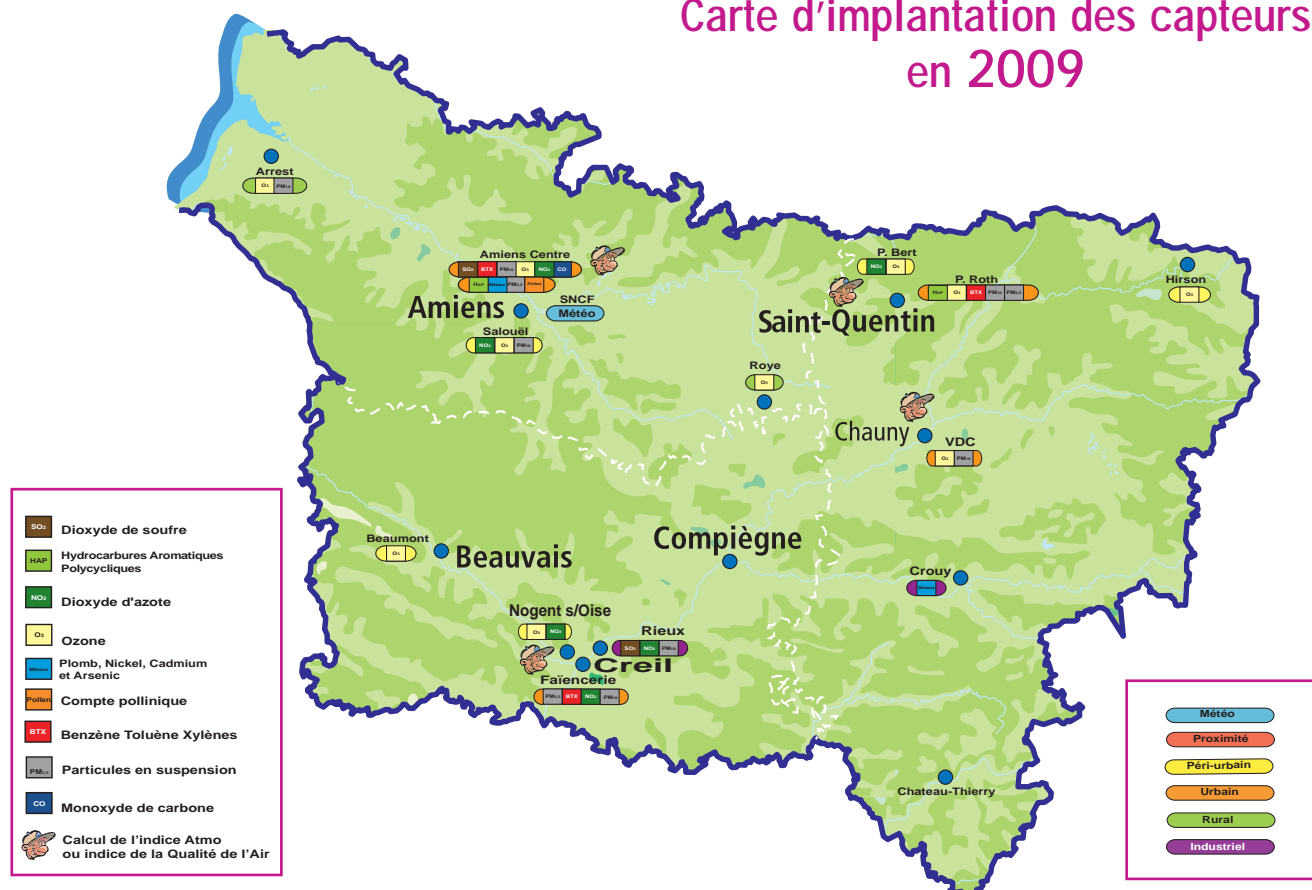 Carte d'implantation des capteurs
en 2009
Arrest
O₃ PM₁₀
Amiens Centre
SO₂ BTX PM₁₀ O₃ NO₂ CO
HAP Métaux PM₂.₅ Pollen
Amiens
SNCF
Météo
Salouël
NO₂ O₃ PM₁₀
P. Bert
NO₂ O₃
P. Roth
HAP O₃ BTX PM₁₀ PM₂.₅
Saint-Quentin
Hirson
O₃
Roye
O₃
Chauny
VDC
O₃ PM₁₀
Beaumont
O₃
Beauvais
Compiègne
Crouy
Métaux
Nogent s/Oise
O₃ NO₂
Rieux
SO₂ NO₂ PM₁₀
Creil
Faïencerie
PM₂.₅ BTX NO₂ PM₁₀
Chateau-Thierry
SO₂ Dioxyde de soufre
HAP Hydrocarbures Aromatiques
Polycycliques
NO₂ Dioxyde d'azote
O₃ Ozone
Métaux Plomb, Nickel, Cadmium
et Arsenic
Pollen Compte pollinique
BTX Benzène Toluène Xylènes
PM₂.₅ Particules en suspension
CO Monoxyde de carbone
Calcul de l'indice Atmo
ou indice de la Qualité de l'Air
Météo
Proximité
Péri-urbain
Urbain
Rural
Industriel